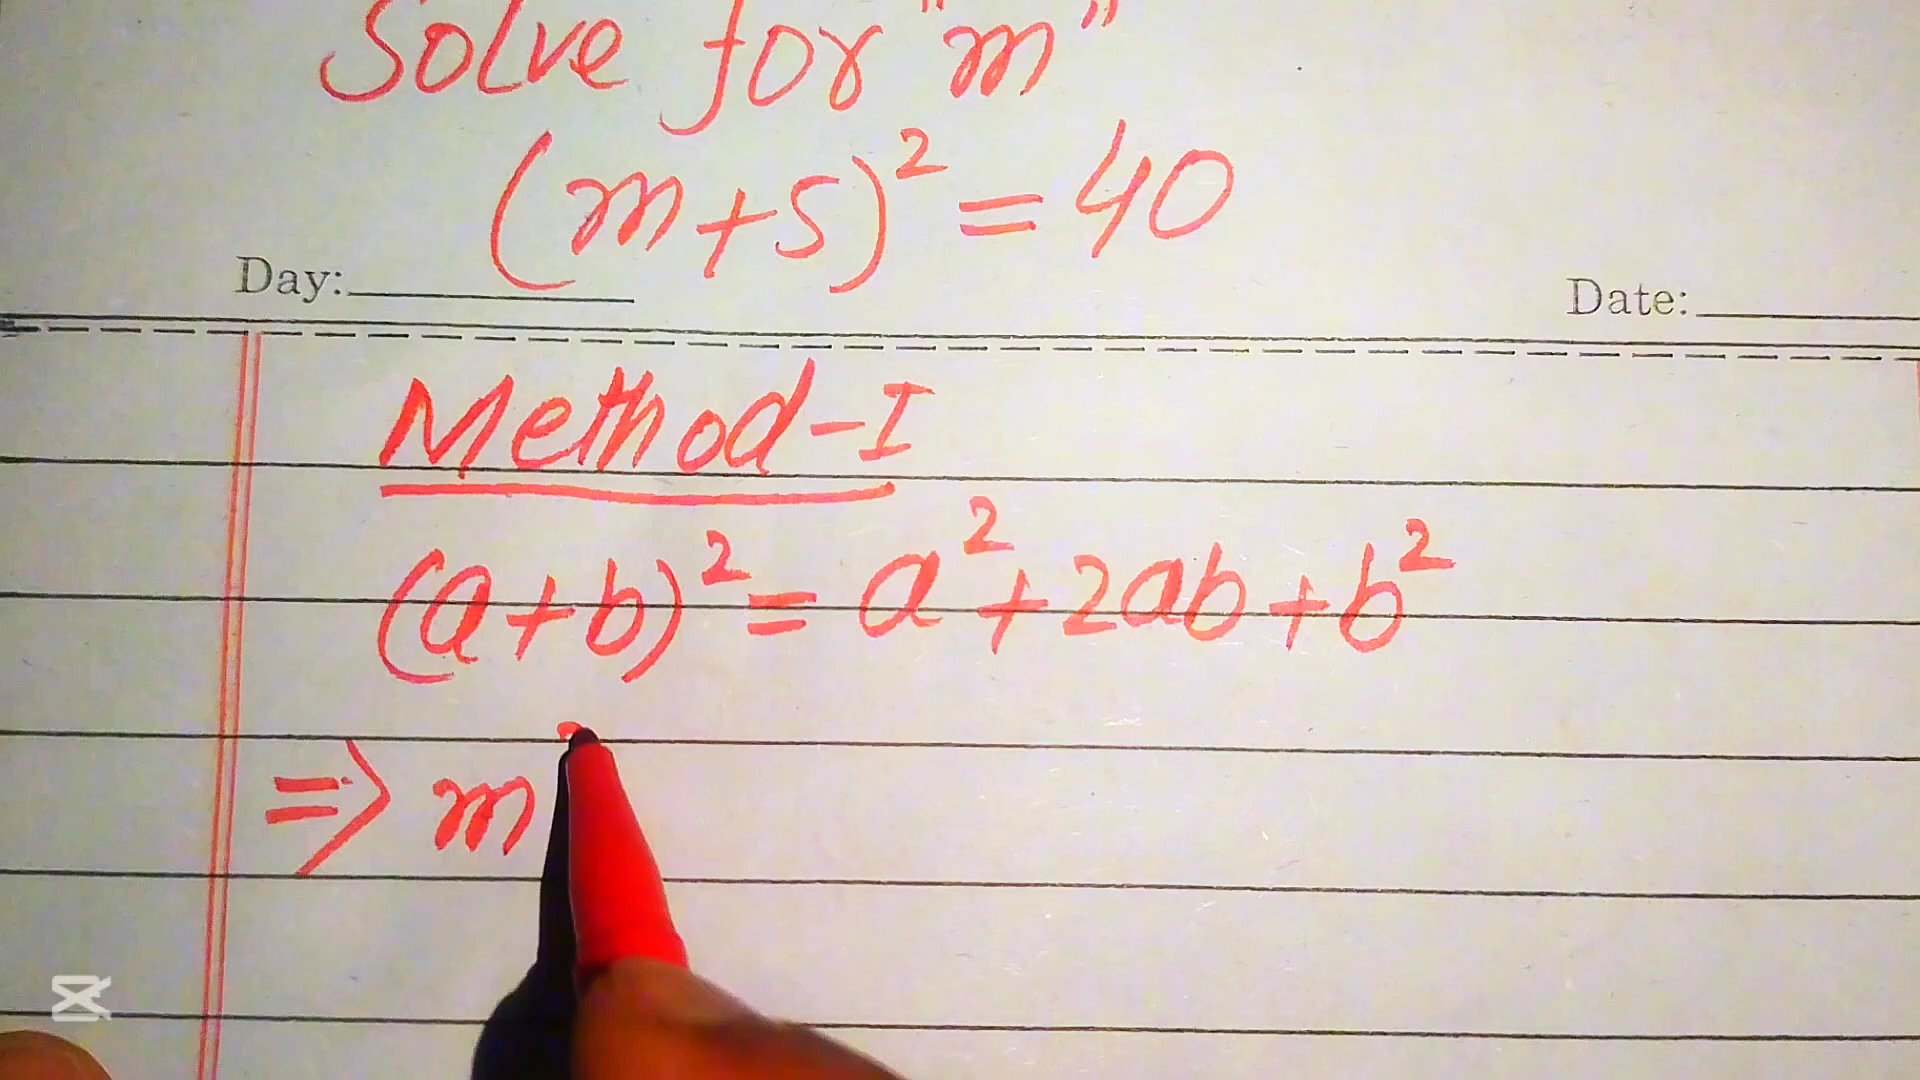 Solve for "m"
(m+5)² = 40
Day:
Date:
Method-I
(a+b)² = a²+2ab+b²
⇒ m